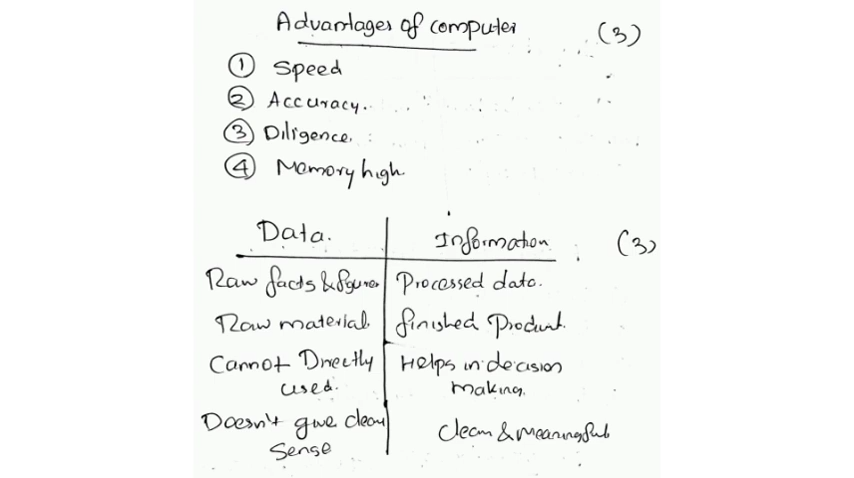 Advantages of computer (3)
① Speed
② Accuracy.
③ Diligence.
④ Memory high
Data. Information (3)
Raw facts & figures Processed data.
Raw material. finished Product.
Cannot Directly used. Helps in decision making.
Doesn't give clear Sense Clear & Meaningful